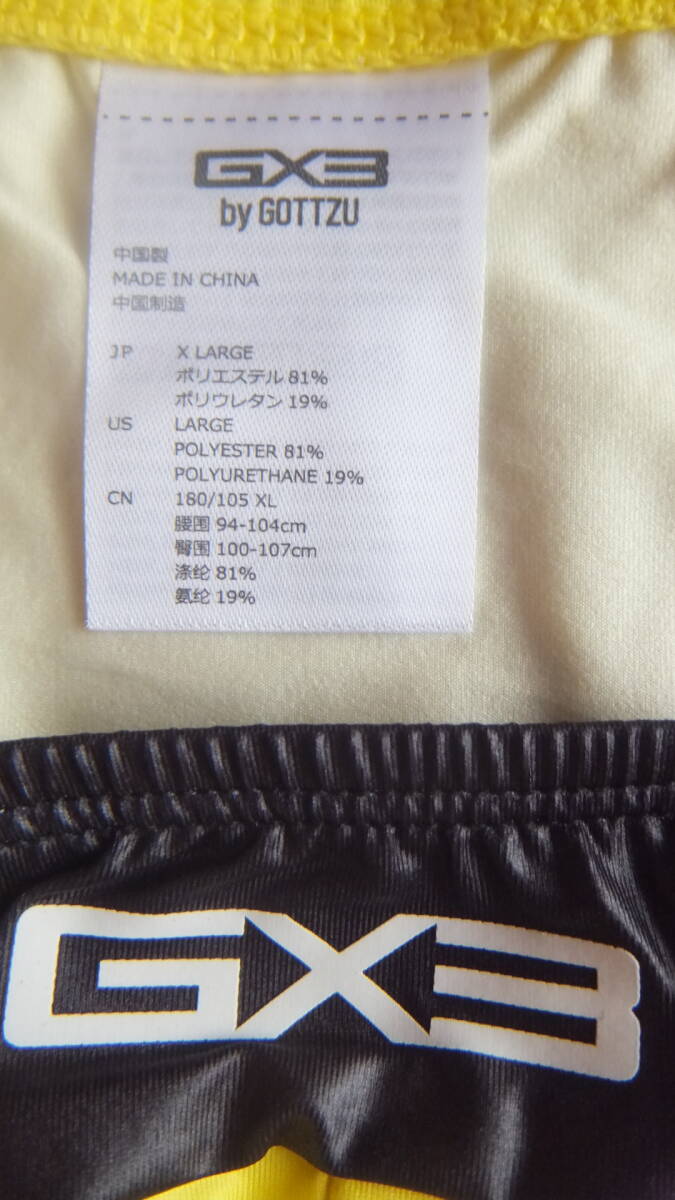 GX3
by GOTTZU
中国製
MADE IN CHINA
中国制造
JP X LARGE
ポリエステル 81%
ポリウレタン 19%
US LARGE
POLYESTER 81%
POLYURETHANE 19%
CN 180/105 XL
腰围 94-104cm
臀围 100-107cm
涤纶 81%
氨纶 19%
GX3